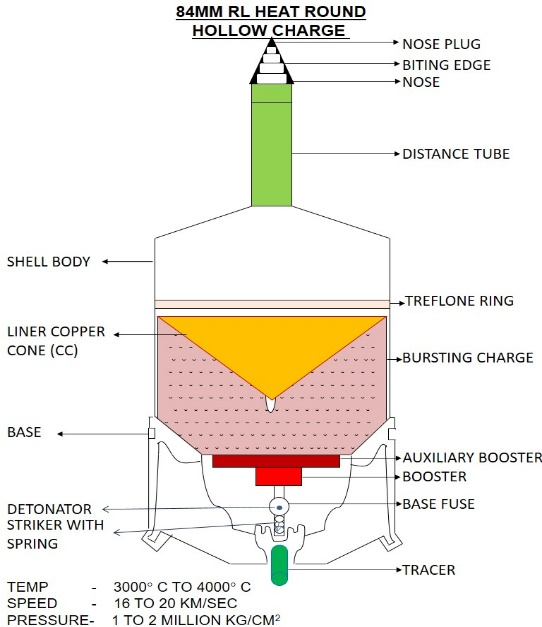 84MM RL HEAT ROUND
HOLLOW CHARGE
NOSE PLUG
BITING EDGE
NOSE
DISTANCE TUBE
SHELL BODY
TREFLONE RING
LINER COPPER
CONE (CC)
BURSTING CHARGE
BASE
AUXILIARY BOOSTER
BOOSTER
BASE FUSE
DETONATOR
STRIKER WITH
SPRING
TRACER
TEMP - 3000° C TO 4000° C
SPEED - 16 TO 20 KM/SEC
PRESSURE- 1 TO 2 MILLION KG/CM²